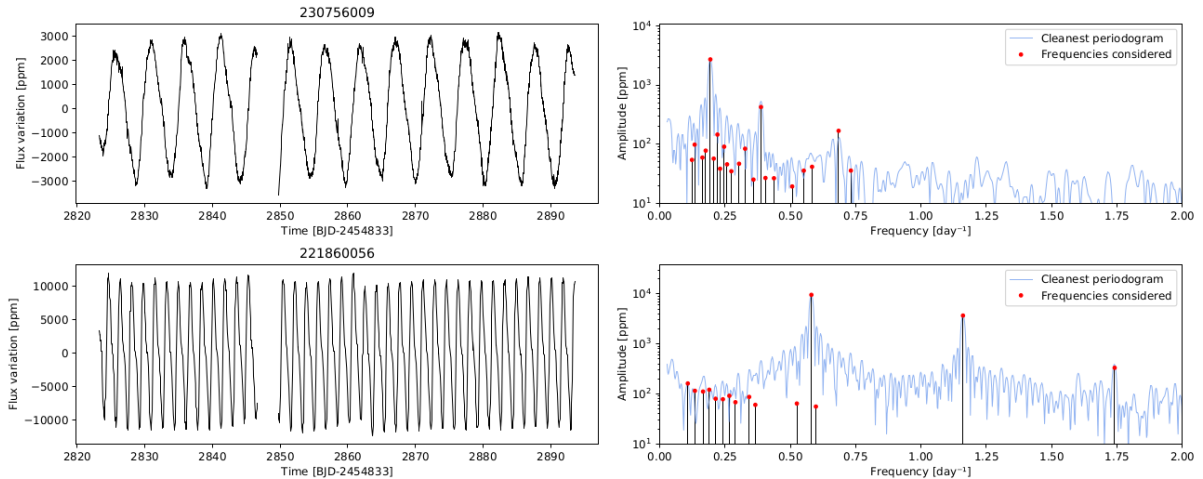 230756009
Flux variation [ppm]
3000
2000
1000
0
−1000
−2000
−3000
2820 2830 2840 2850 2860 2870 2880 2890
Time [BJD-2454833]
Amplitude [ppm]
10⁴
10³
10²
10¹
Cleanest periodogram
Frequencies considered
0.00 0.25 0.50 0.75 1.00 1.25 1.50 1.75 2.00
Frequency [day⁻¹]
221860056
Flux variation [ppm]
10000
5000
0
−5000
−10000
2820 2830 2840 2850 2860 2870 2880 2890
Time [BJD-2454833]
Amplitude [ppm]
10⁴
10³
10²
10¹
Cleanest periodogram
Frequencies considered
0.00 0.25 0.50 0.75 1.00 1.25 1.50 1.75 2.00
Frequency [day⁻¹]